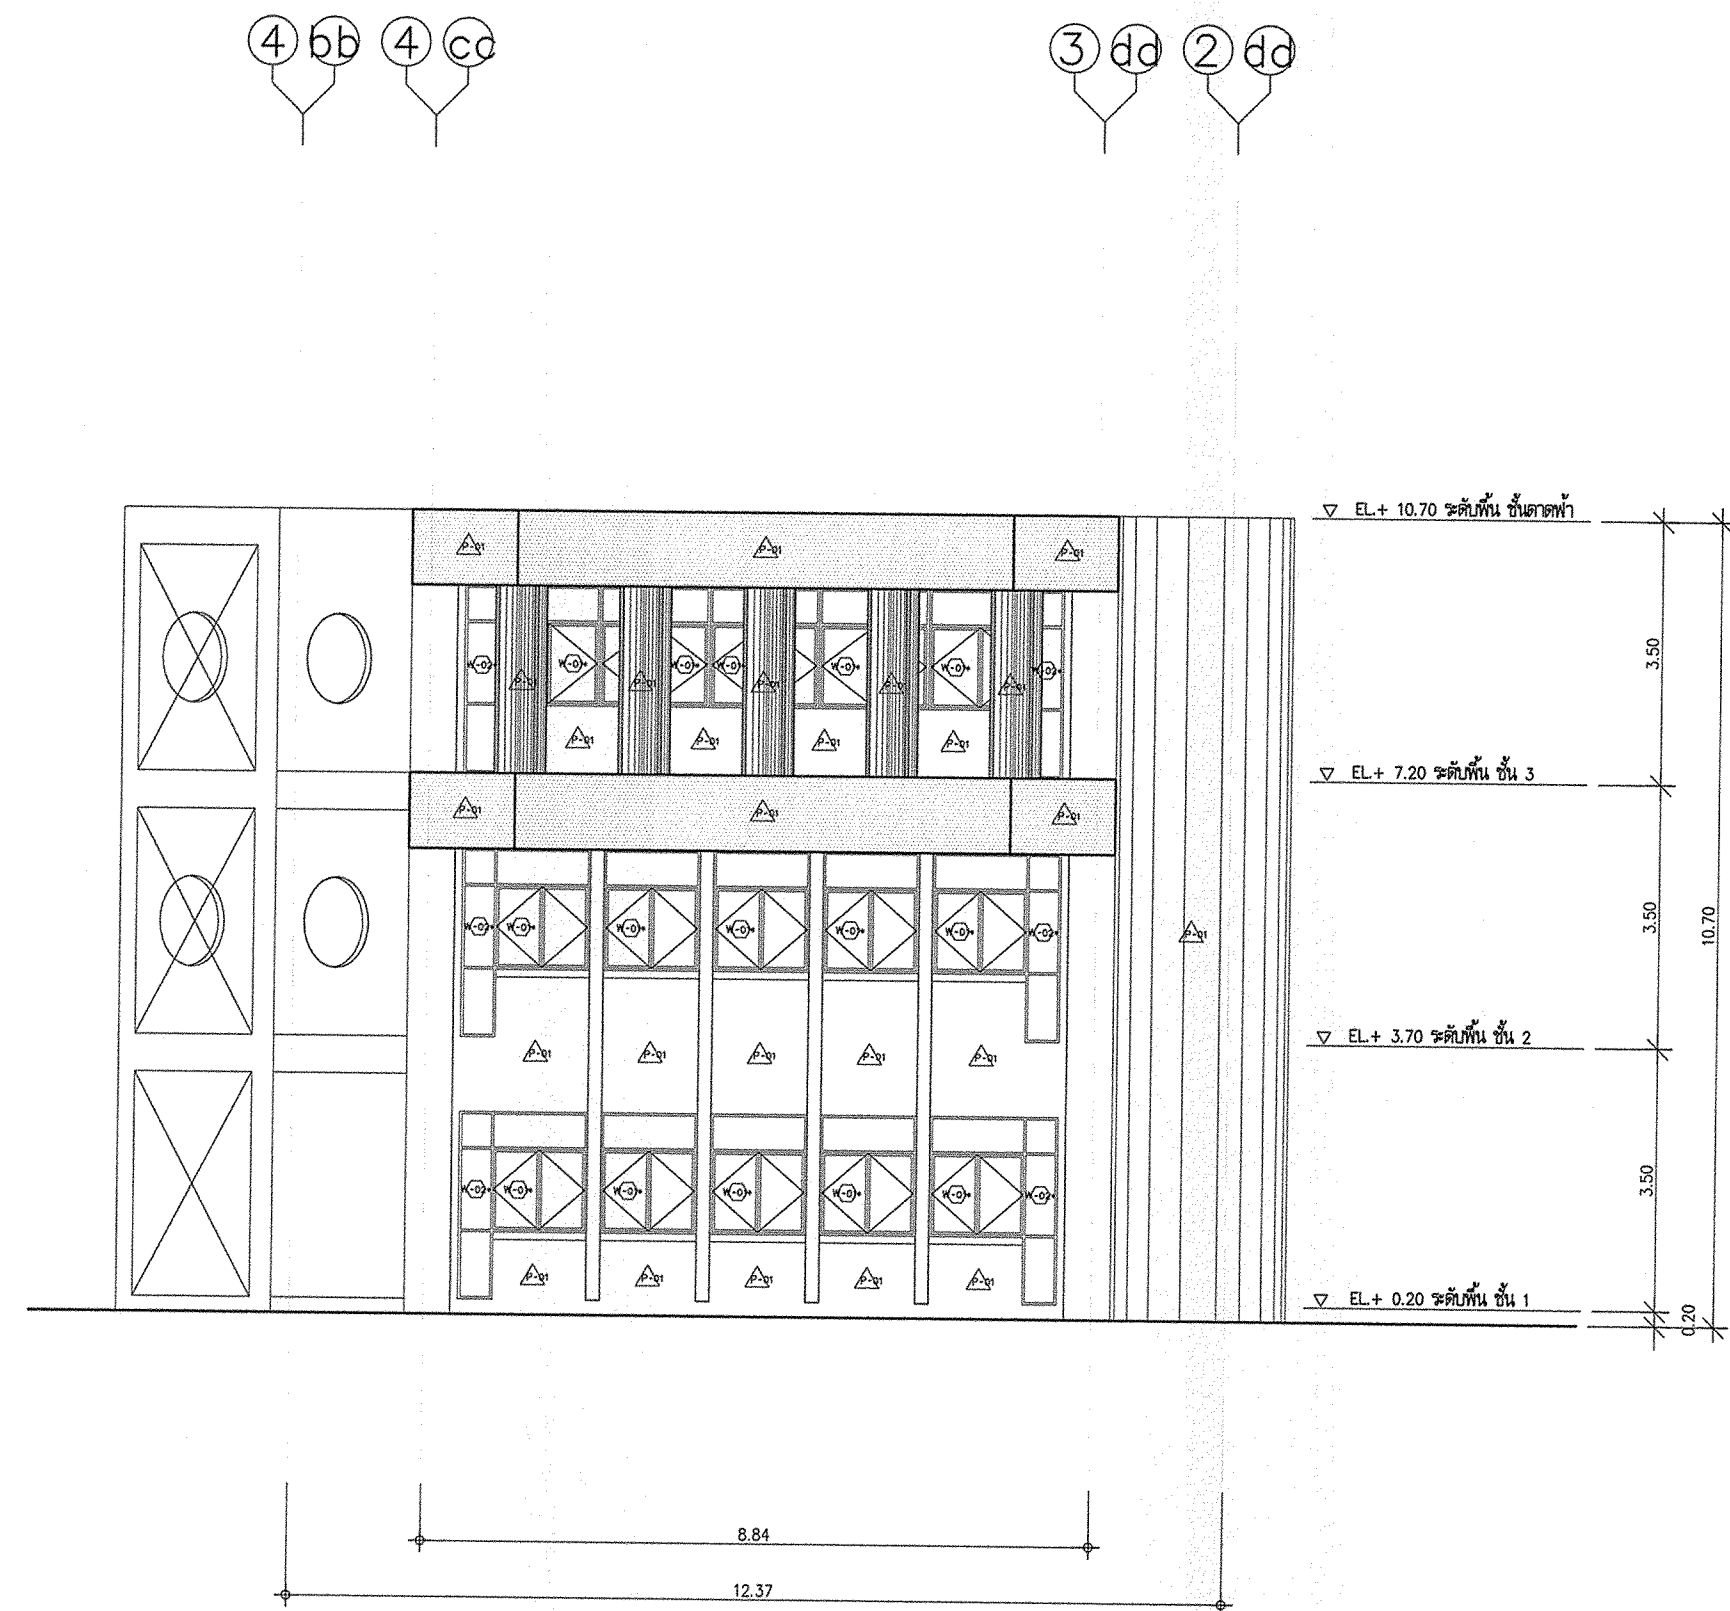 4 bb 4 cc 3 dd 2 dd
EL.+ 10.70 ระดับพื้น ชั้นดาดฟ้า
P-01 P-01 P-01
3.50
W-02* W-01* W-01* W-01* W-01* W-01* W-02*
P-01 P-01 P-01 P-01 P-01
P-01 P-01 P-01 P-01
EL.+ 7.20 ระดับพื้น ชั้น 3
P-01 P-01 P-01
3.50
10.70
W-02* W-01* W-01* W-01* W-01* W-01* W-02*
P-01
EL.+ 3.70 ระดับพื้น ชั้น 2
P-01 P-01 P-01 P-01 P-01
3.50
W-02* W-01* W-01* W-01* W-01* W-01* W-02*
P-01 P-01 P-01 P-01 P-01
EL.+ 0.20 ระดับพื้น ชั้น 1
0.20
8.84
12.37